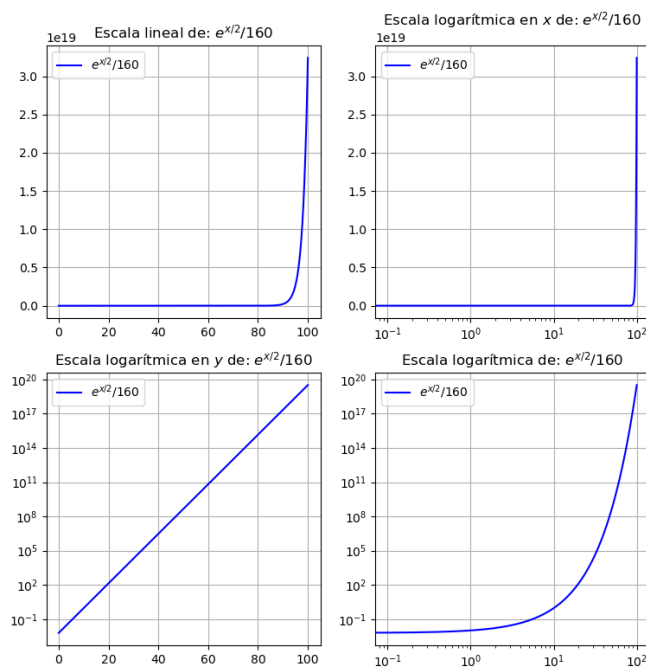 Escala lineal de: e^{x/2}/160
1e19
e^{x/2}/160
3.0
2.5
2.0
1.5
1.0
0.5
0.0
0 20 40 60 80 100
Escala logarítmica en x de: e^{x/2}/160
1e19
e^{x/2}/160
3.0
2.5
2.0
1.5
1.0
0.5
0.0
10^{-1} 10^{0} 10^{1} 10^{2}
Escala logarítmica en y de: e^{x/2}/160
e^{x/2}/160
10^{20}
10^{17}
10^{14}
10^{11}
10^{8}
10^{5}
10^{2}
10^{-1}
0 20 40 60 80 100
Escala logarítmica de: e^{x/2}/160
e^{x/2}/160
10^{20}
10^{17}
10^{14}
10^{11}
10^{8}
10^{5}
10^{2}
10^{-1}
10^{-1} 10^{0} 10^{1} 10^{2}